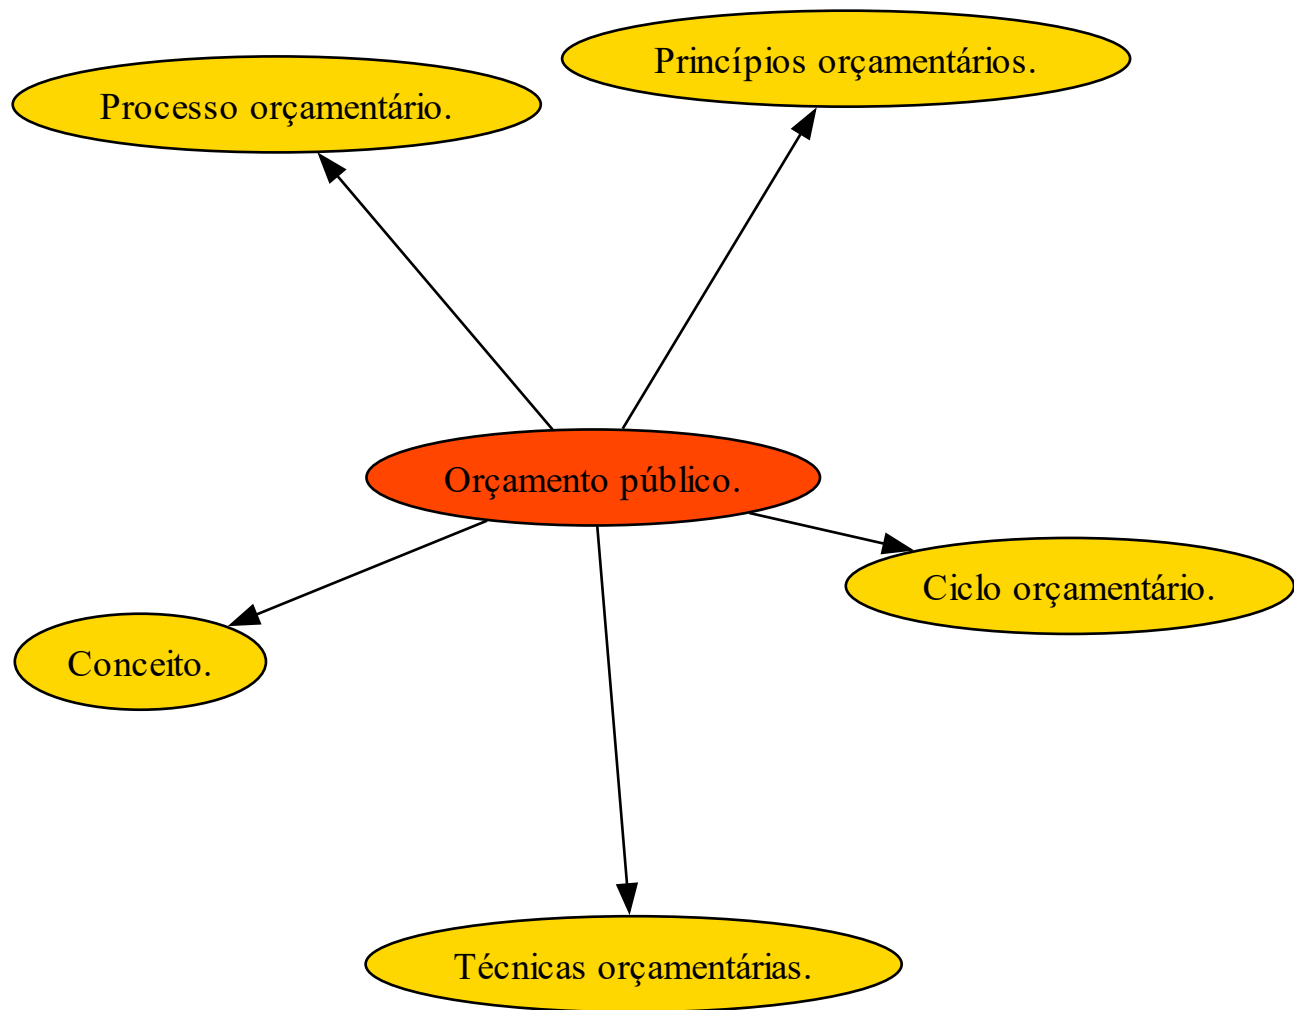 Princípios orçamentários.
Processo orçamentário.
Orçamento público.
Ciclo orçamentário.
Conceito.
Técnicas orçamentárias.